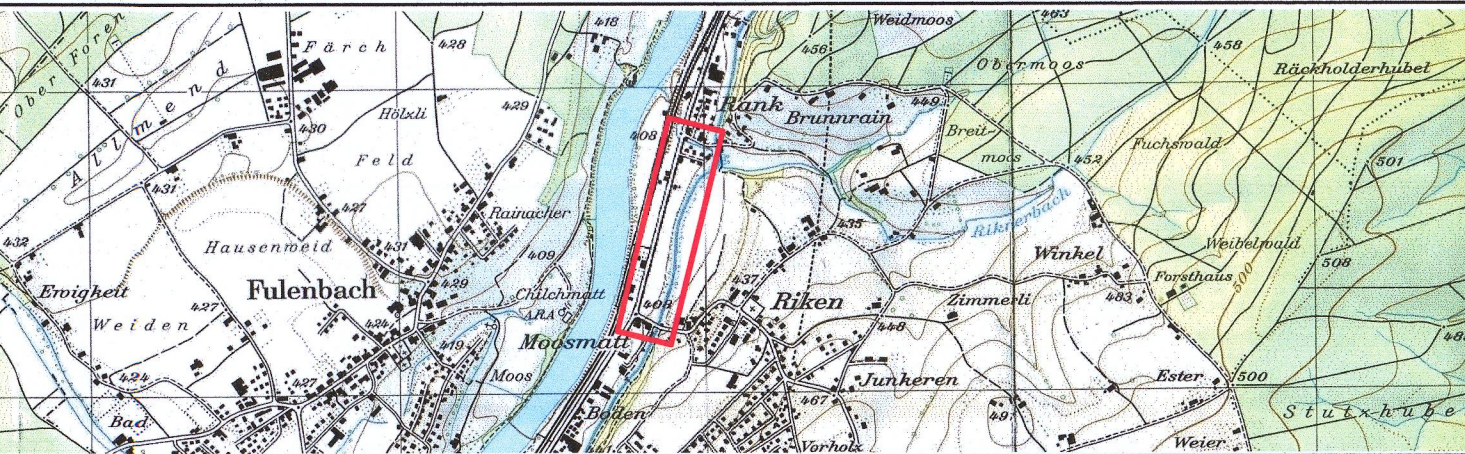 418
Weidmoos
463
Färch
428
456
458
Ober Foren
Obermoos
Räckholderhubel
431
Allmend
Hölzli
429
Rank
449
430
408
Brunnrain
Breit-
moos
Fuchswald
Feld
452
501
431
427
Rainacher
Riknerbach
435
432
Hausenweid
431
409
Winkel
Weibelwald
508
Ewigkeit
Fulenbach
429
Chilchmatt
437
Forsthaus
500
427
ARA
408
Riken
Zimmerli
483
Weiden
424
448
419
Moosmatt
424
427
Moos
Junkeren
Ester
500
467
Bad
Boden
491
Stutzhube
Vorholz
Weier